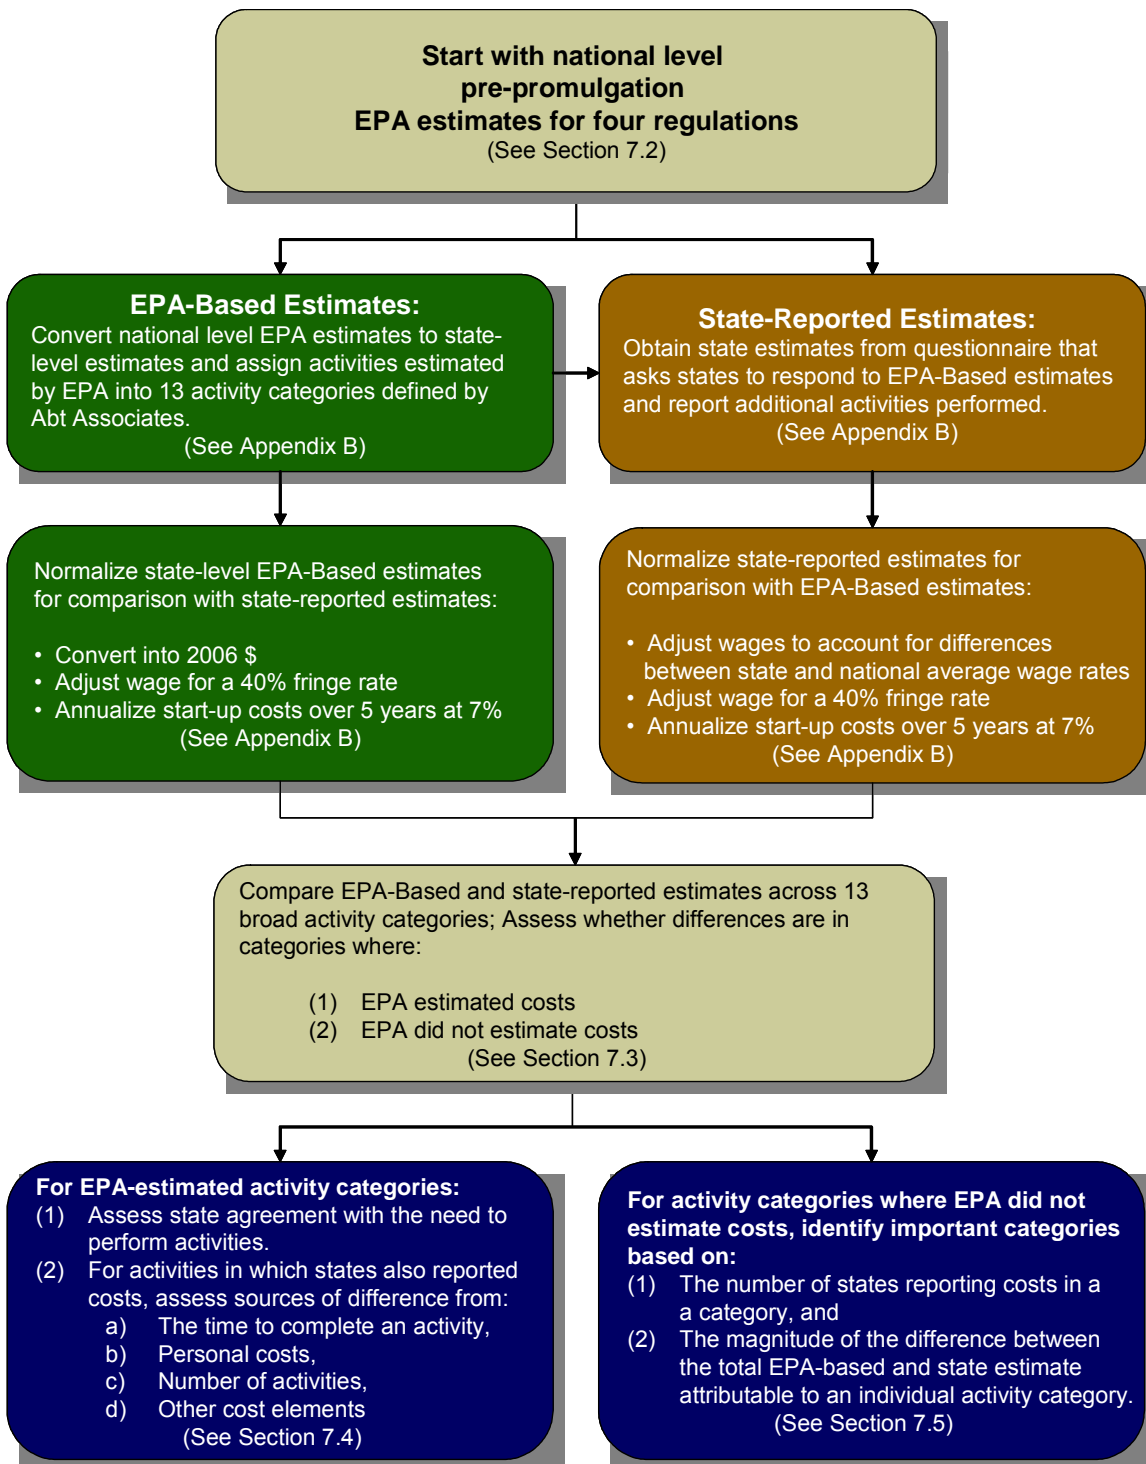 Start with national level
pre-promulgation
EPA estimates for four regulations
(See Section 7.2)
EPA-Based Estimates:
Convert national level EPA estimates to state-
level estimates and assign activities estimated
by EPA into 13 activity categories defined by
Abt Associates.
(See Appendix B)
State-Reported Estimates:
Obtain state estimates from questionnaire that
asks states to respond to EPA-Based estimates
and report additional activities performed.
(See Appendix B)
Normalize state-level EPA-Based estimates
for comparison with state-reported estimates:
• Convert into 2006 $
• Adjust wage for a 40% fringe rate
• Annualize start-up costs over 5 years at 7%
(See Appendix B)
Normalize state-reported estimates for
comparison with EPA-Based estimates:
• Adjust wages to account for differences
between state and national average wage rates
• Adjust wage for a 40% fringe rate
• Annualize start-up costs over 5 years at 7%
(See Appendix B)
Compare EPA-Based and state-reported estimates across 13
broad activity categories; Assess whether differences are in
categories where:
(1) EPA estimated costs
(2) EPA did not estimate costs
(See Section 7.3)
For EPA-estimated activity categories:
(1) Assess state agreement with the need to
perform activities.
(2) For activities in which states also reported
costs, assess sources of difference from:
a) The time to complete an activity,
b) Personal costs,
c) Number of activities,
d) Other cost elements
(See Section 7.4)
For activity categories where EPA did not
estimate costs, identify important categories
based on:
(1) The number of states reporting costs in a
a category, and
(2) The magnitude of the difference between
the total EPA-based and state estimate
attributable to an individual activity category.
(See Section 7.5)